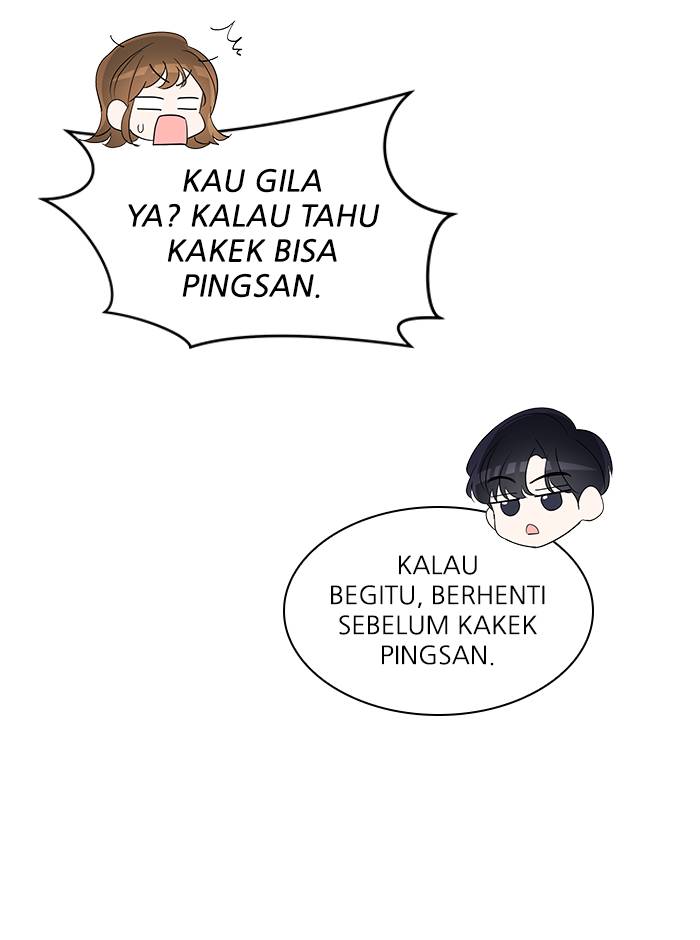 KAU GILA
YA? KALAU TAHU
KAKEK BISA
PINGSAN.
KALAU
BEGITU, BERHENTI
SEBELUM KAKEK
PINGSAN.